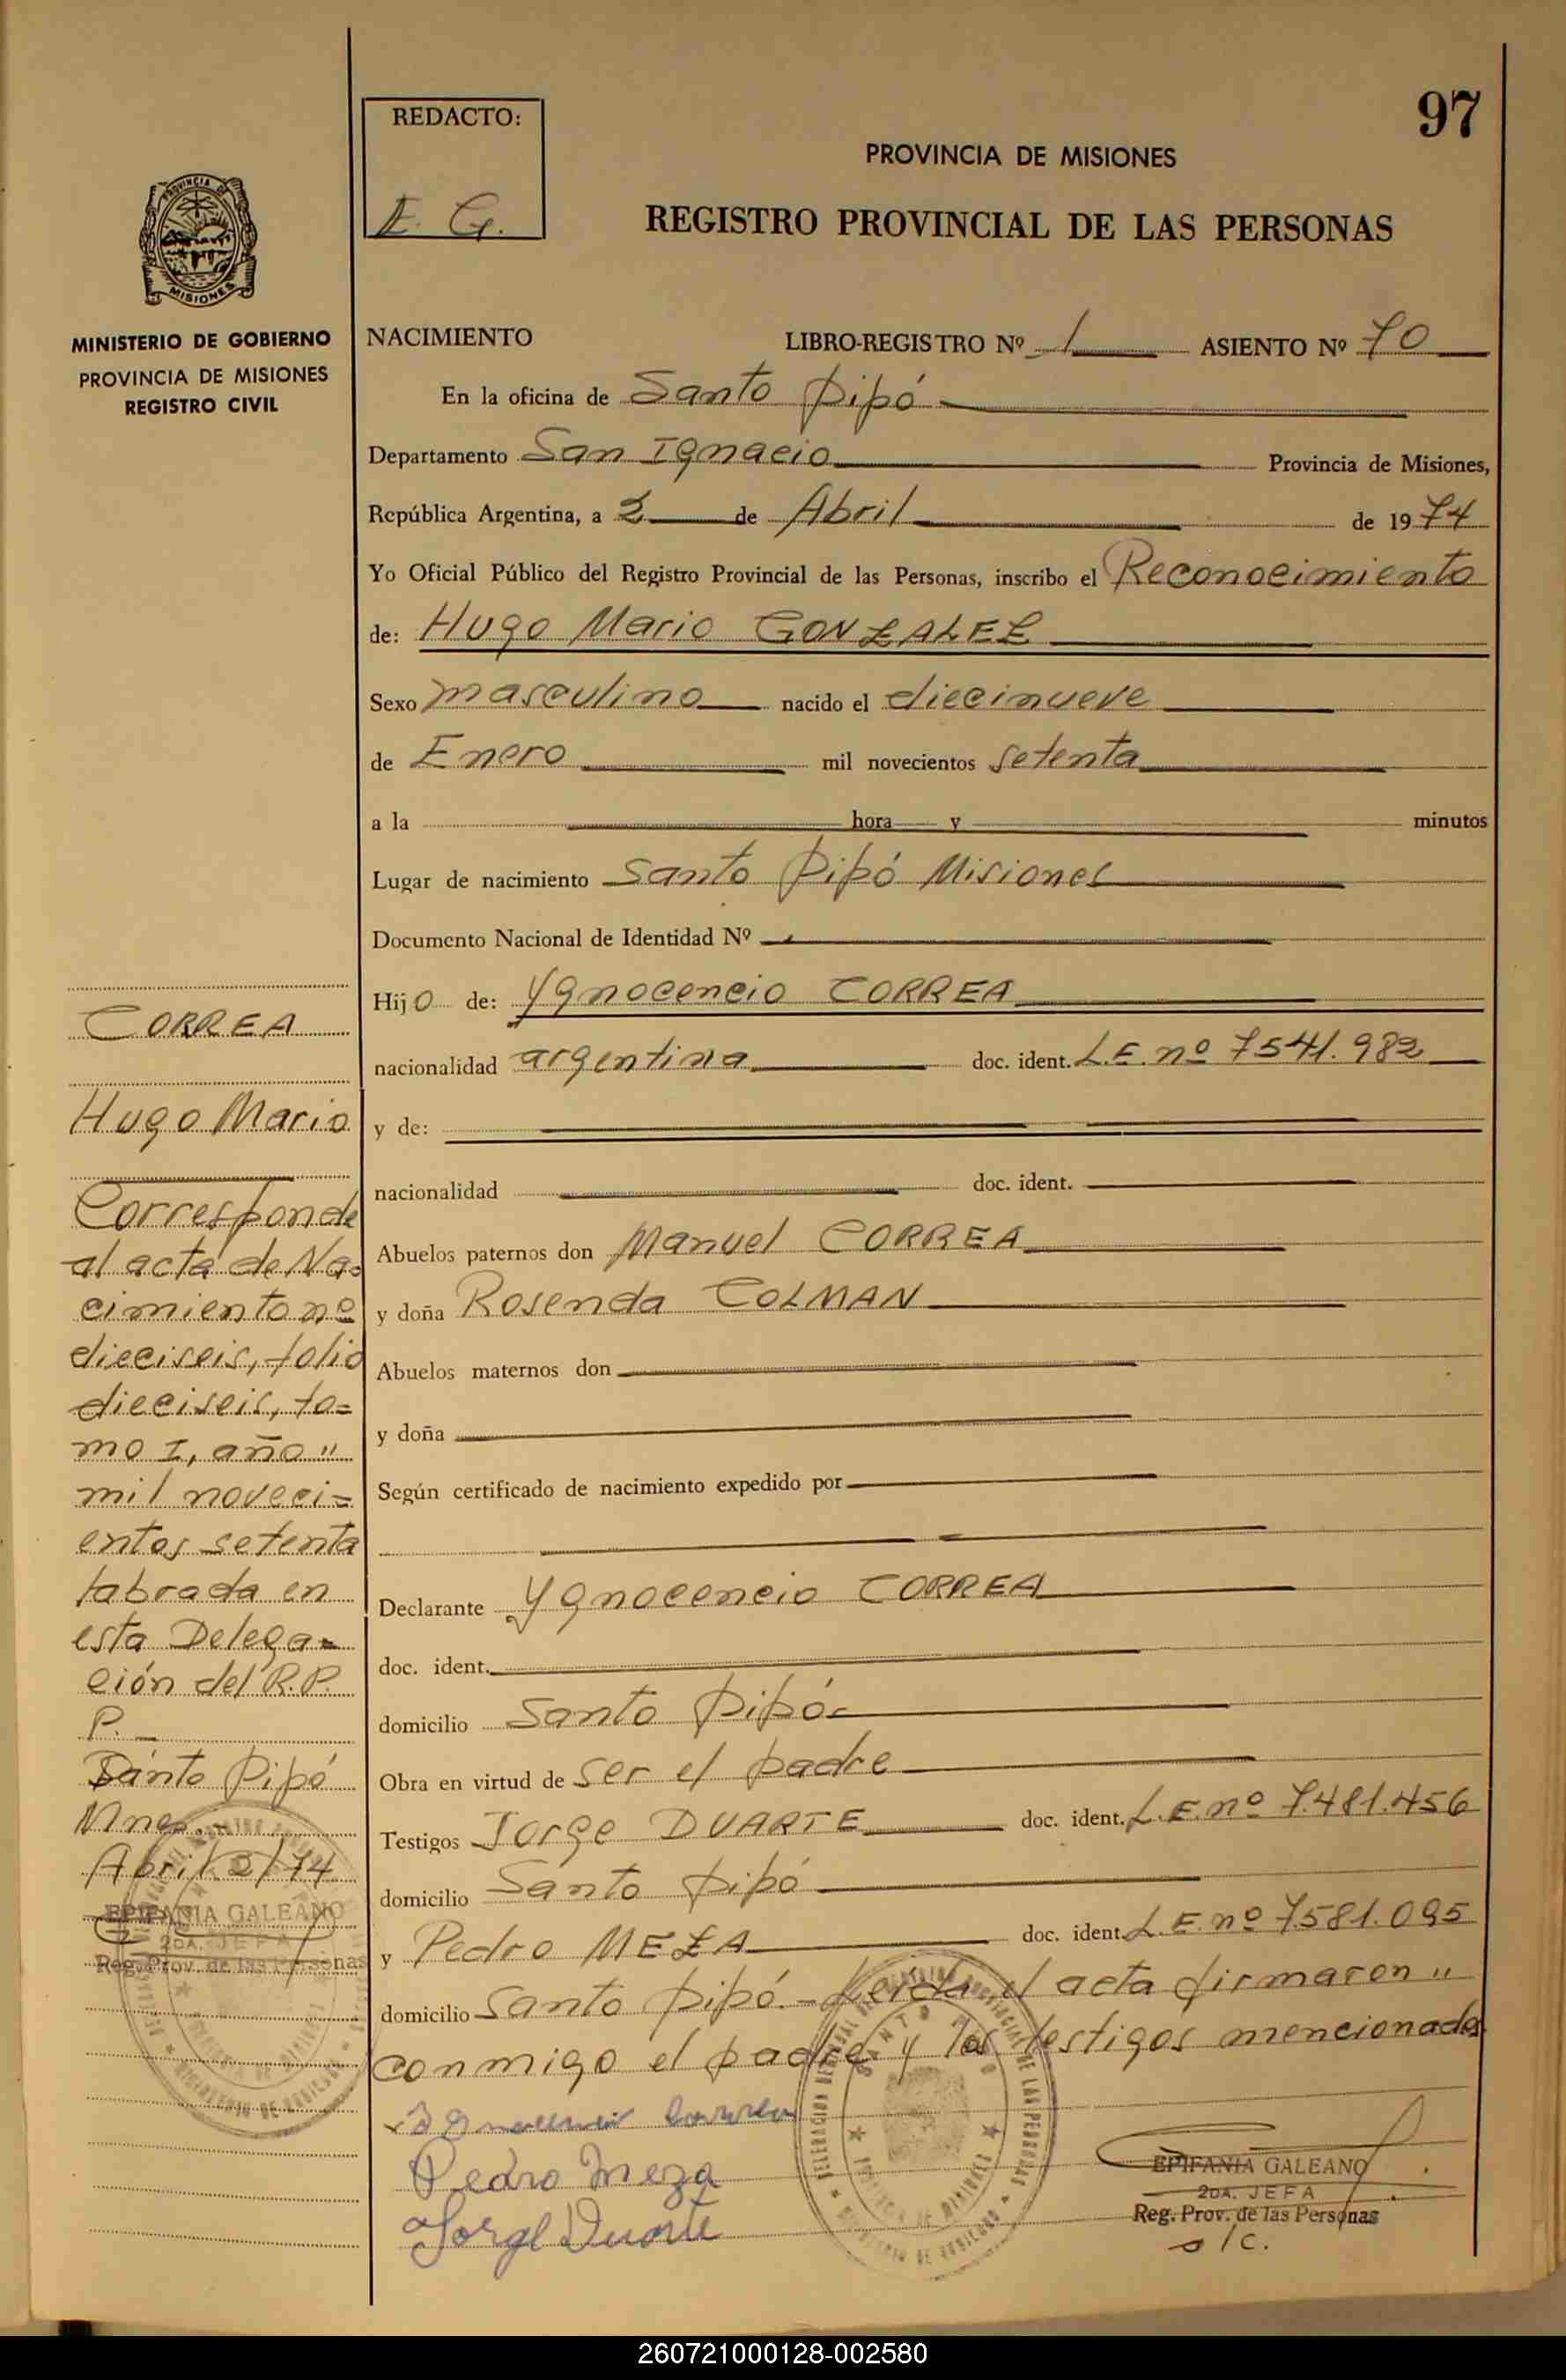 97
REDACTO:
E. G.
PROVINCIA DE MISIONES
REGISTRO PROVINCIAL DE LAS PERSONAS
PROVINCIA DE
MISIONES
MINISTERIO DE GOBIERNO
PROVINCIA DE MISIONES
REGISTRO CIVIL
NACIMIENTO LIBRO-REGISTRO Nº 1 ASIENTO Nº 70
En la oficina de Santo Pipó
Departamento San Ignacio Provincia de Misiones,
República Argentina, a 2 de Abril de 1974
Yo Oficial Público del Registro Provincial de las Personas, inscribo el Reconocimiento
de: Hugo Mario GONZALEZ
Sexo masculino nacido el diecinueve
de Enero mil novecientos setenta
a la hora y minutos
Lugar de nacimiento Santo Pipó Misiones
Documento Nacional de Identidad Nº
Hijo de: Ygnocencio CORREA
nacionalidad argentina doc. ident. L.E. nº 7541.982
y de:
nacionalidad doc. ident.
Abuelos paternos don Manuel CORREA
y doña Rosenda COLMAN
Abuelos maternos don
y doña
Según certificado de nacimiento expedido por
Declarante Ygnocencio CORREA
doc. ident.
domicilio Santo Pipó
Obra en virtud de ser el padre
Testigos Jorge DUARTE doc. ident. L.E. nº 7.481.456
domicilio Santo Pipó
y Pedro MEZA doc. ident. L.E. nº 7581.095
domicilio Santo Pipó.- Leida el acta firmaron "
conmigo el padre y los testigos mencionados
Correa
Pedro Meza
Jorge Duarte
EPIFANIA GALEANO
2DA. JEFA
Reg. Prov. de las Personas
a/c.
CORREA
Hugo Mario
Corresponde
al acta de Na=
cimiento nº
dieciseis, folio
dieciseis, to=
mo I, año "
mil noveci=
entos setenta
labrada en
esta Delega=
ción del R.P.
P.
Santo Pipó
Mnes.-
Abril 2/74
EPIFANIA GALEANO
2DA. JEFA
Reg. Prov. de las Personas
260721000128-002580